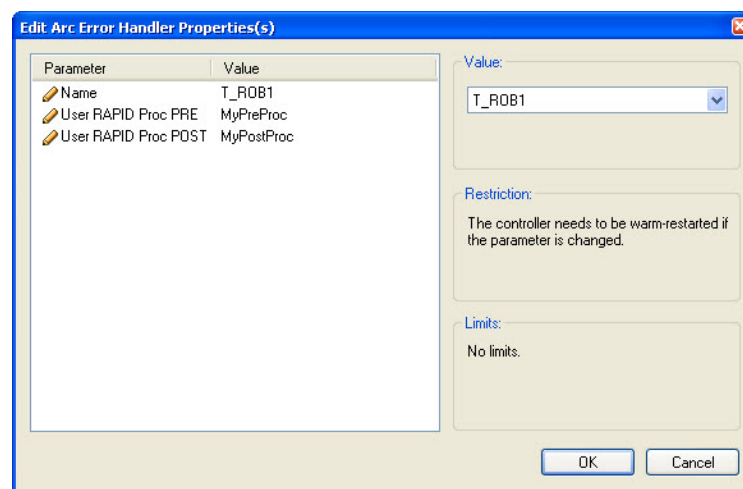 Edit Arc Error Handler Properties(s)
Parameter Value
Name T_ROB1
User RAPID Proc PRE MyPreProc
User RAPID Proc POST MyPostProc
Value:
T_ROB1
Restriction:
The controller needs to be warm-restarted if
the parameter is changed.
Limits:
No limits.
OK Cancel